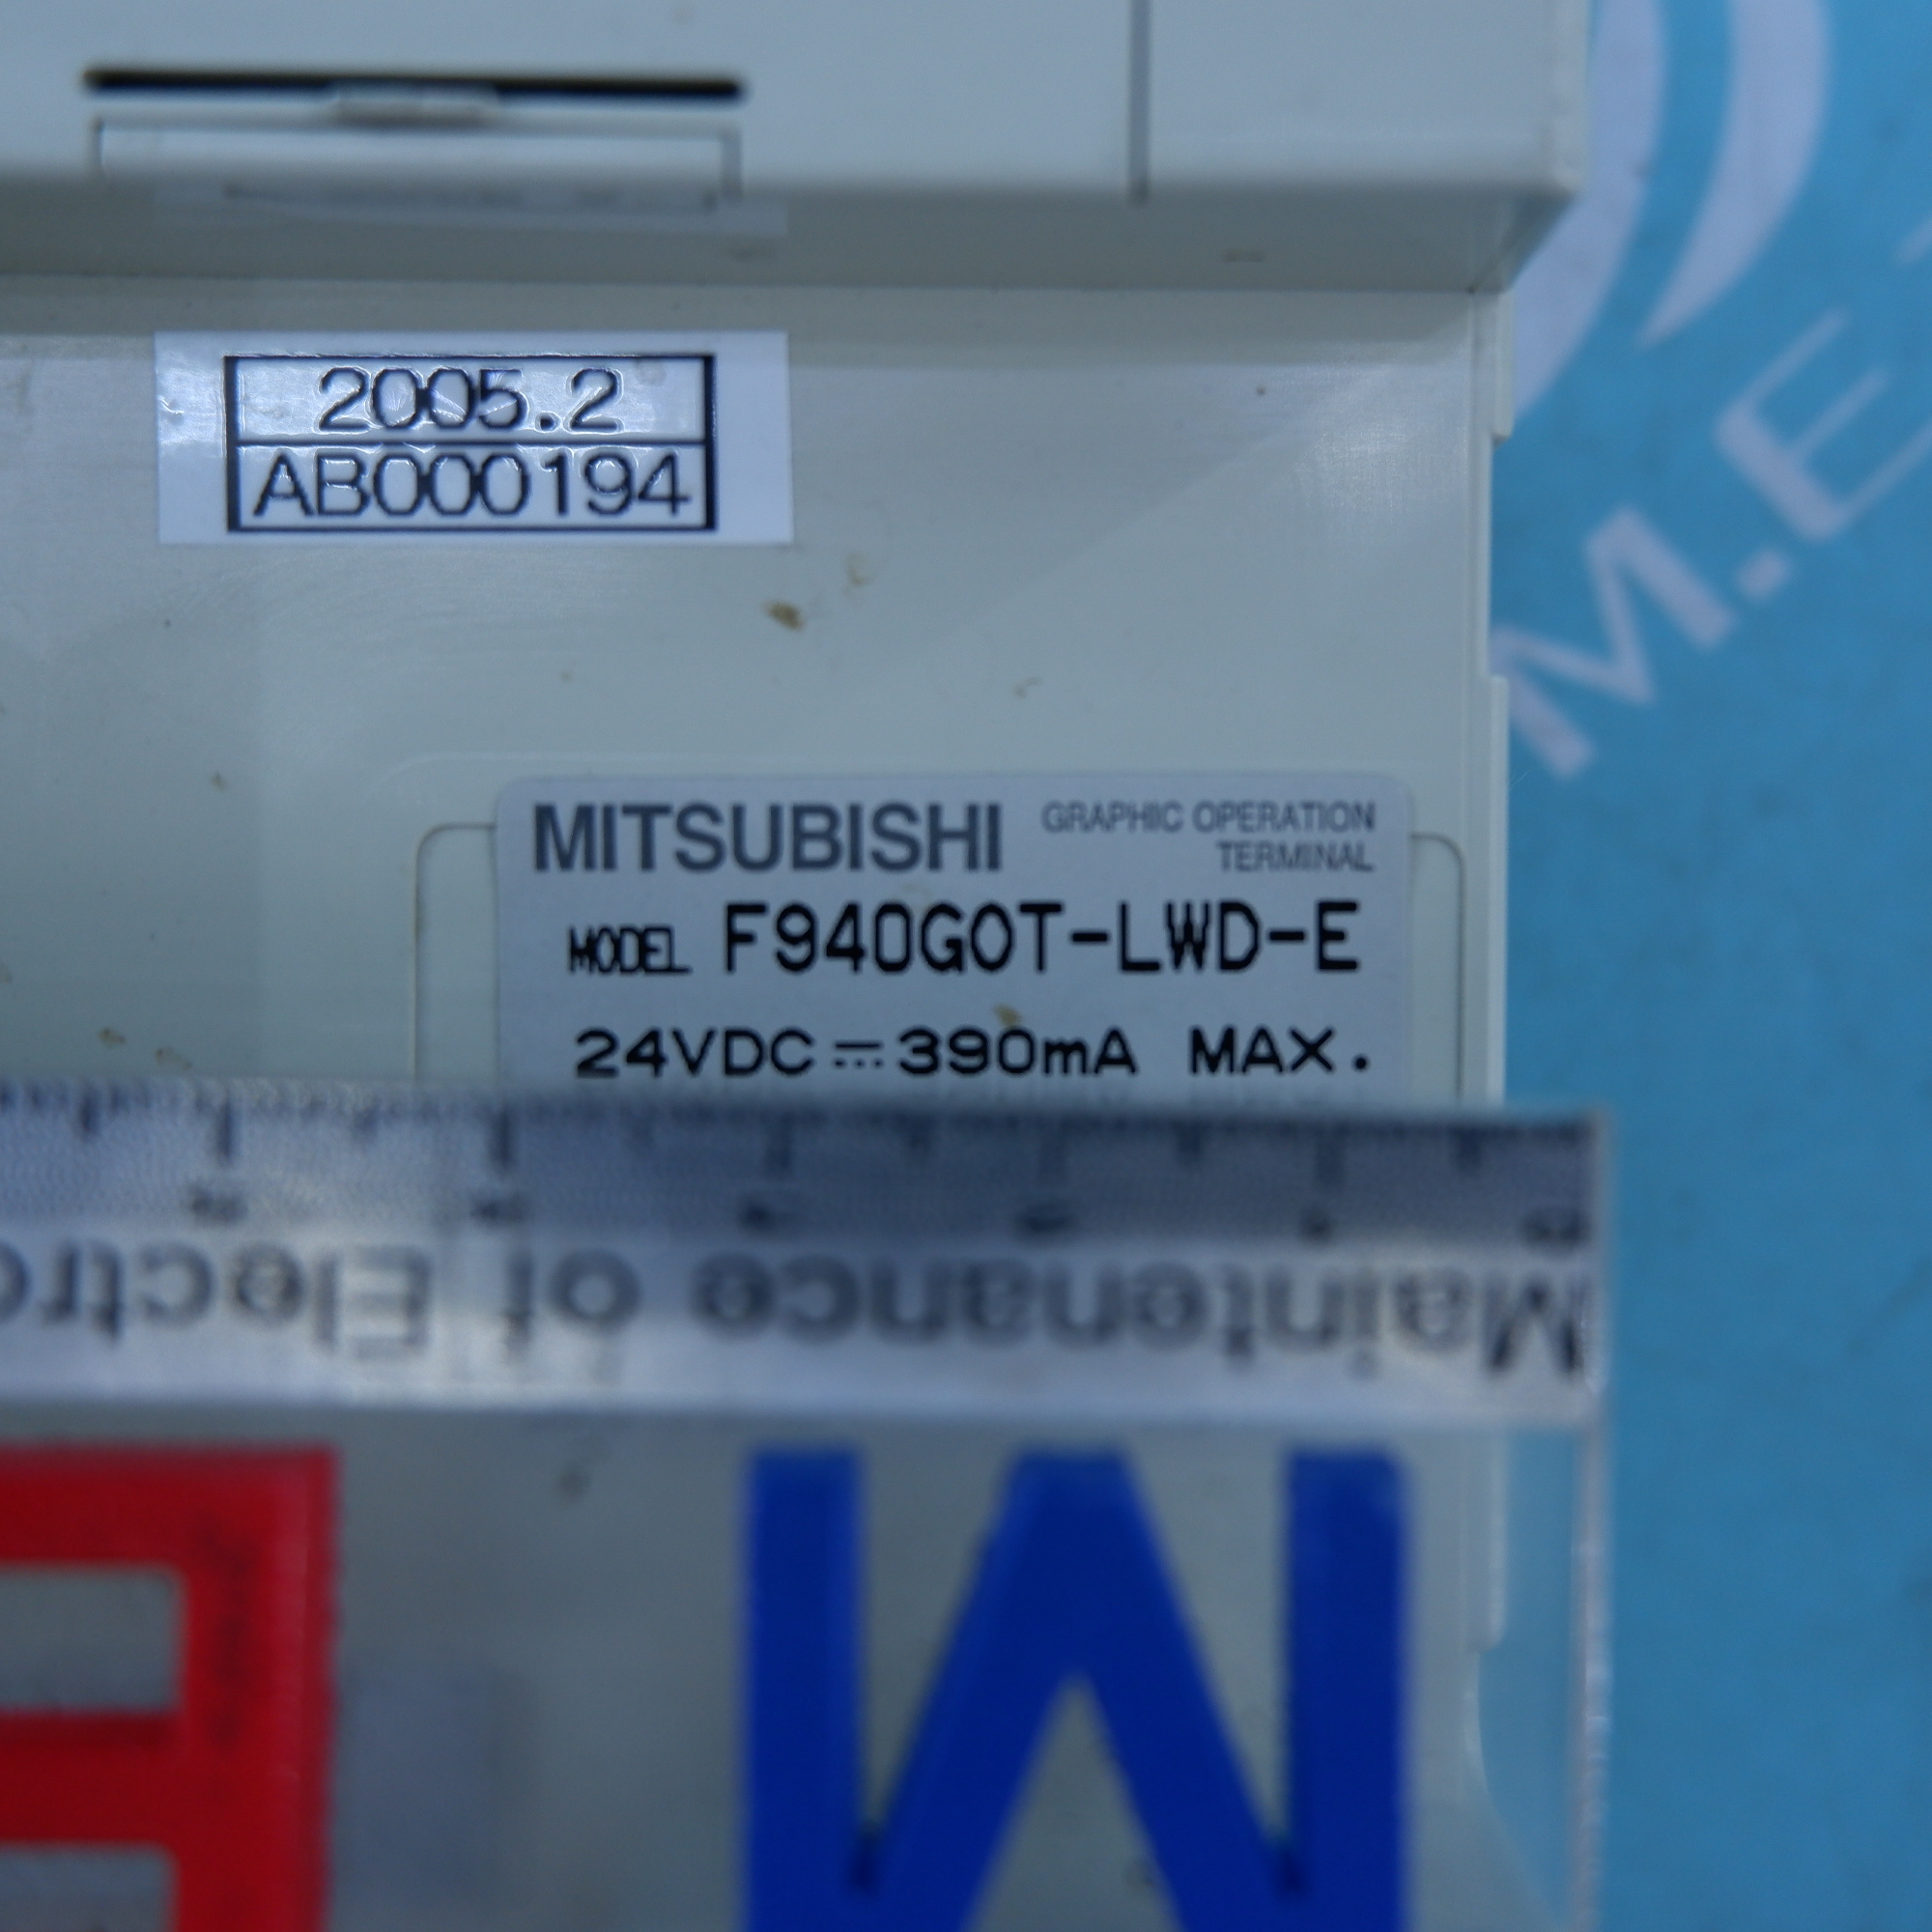 2005.2
AB000194
MITSUBISHI GRAPHIC OPERATION
TERMINAL
MODEL F940GOT-LWD-E
24VDC⎓390mA MAX.
Maintenance of Electro
M
M.E